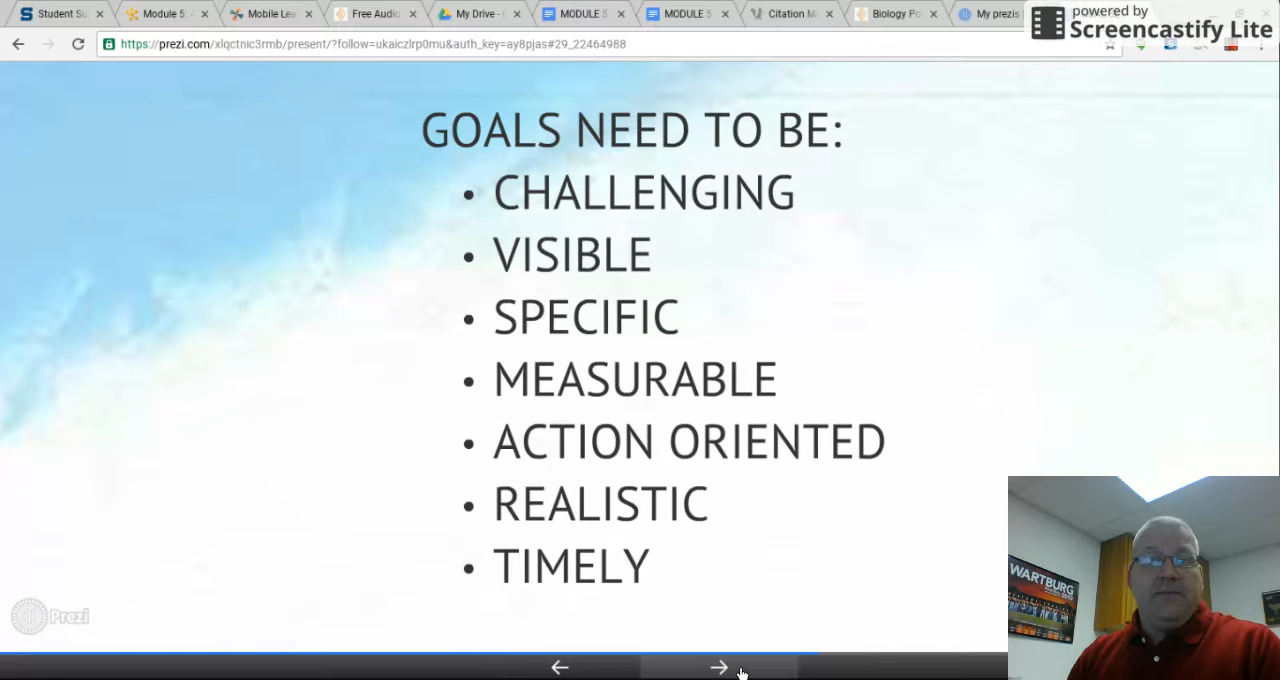 Student Su
Module 5: A
Mobile Lea
Free Audio
My Drive -
MODULE 5
MODULE 5
Citation M
Biology Po
My prezis
powered by
Screencastify Lite
https://prezi.com/xlqctnic3rmb/present/?follow=ukaiczlrp0mu&auth_key=ay8pjas#29_22464988
GOALS NEED TO BE:
• CHALLENGING
• VISIBLE
• SPECIFIC
• MEASURABLE
• ACTION ORIENTED
• REALISTIC
• TIMELY
Prezi
WARTBURG